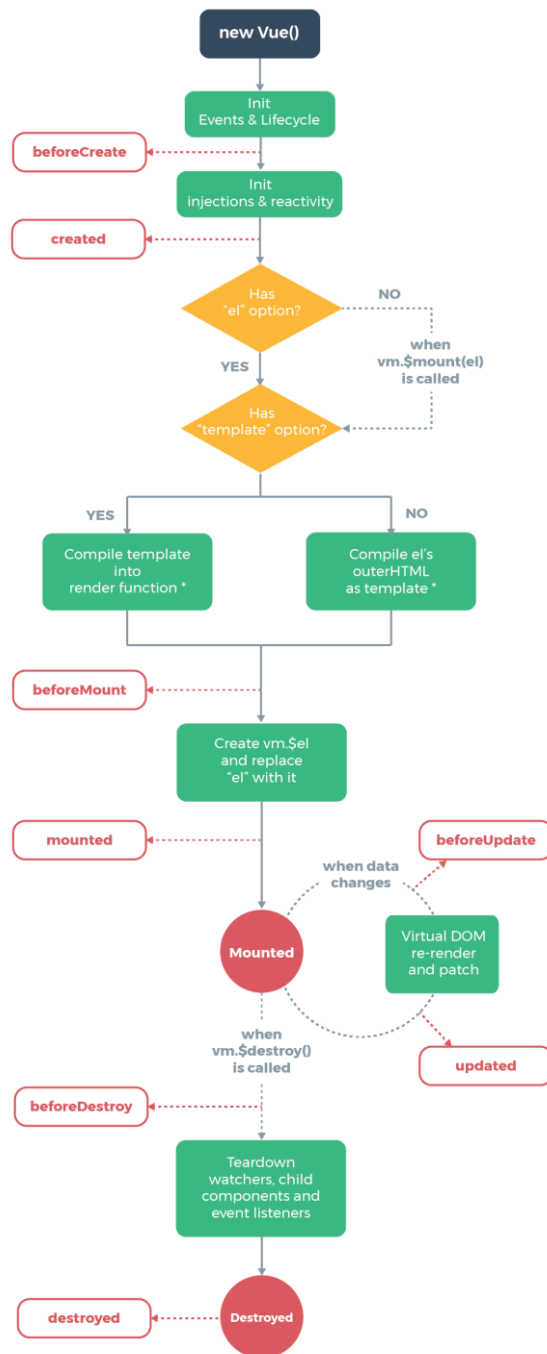 new Vue()
Init
Events & Lifecycle
beforeCreate
Init
injections & reactivity
created
Has
“el” option?
NO
when
vm.$mount(el)
is called
YES
Has
“template” option?
YES
NO
Compile template
into
render function *
Compile el’s
outerHTML
as template *
beforeMount
Create vm.$el
and replace
“el” with it
mounted
beforeUpdate
when data
changes
Mounted
Virtual DOM
re-render
and patch
when
vm.$destroy()
is called
updated
beforeDestroy
Teardown
watchers, child
components and
event listeners
destroyed
Destroyed